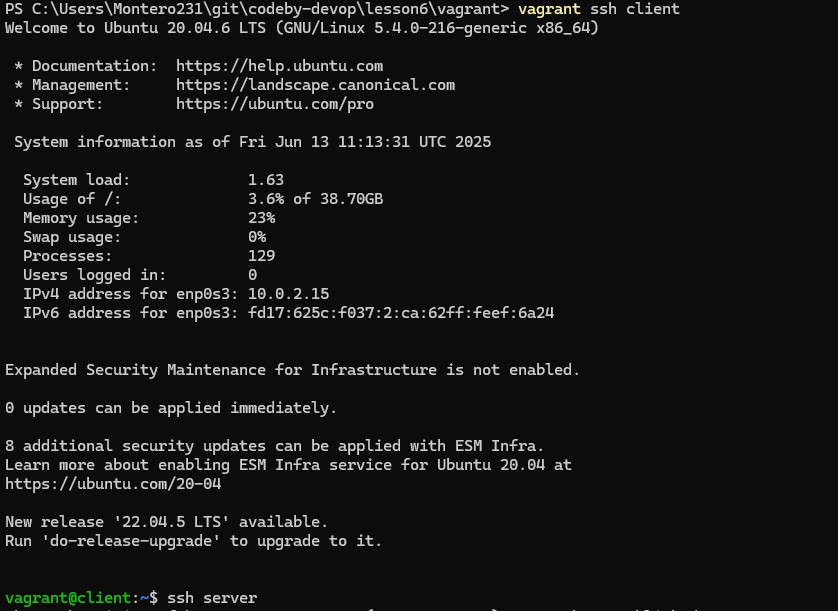 PS C:\Users\Montero231\git\codeby-devop\lesson6\vagrant> vagrant ssh client
Welcome to Ubuntu 20.04.6 LTS (GNU/Linux 5.4.0-216-generic x86_64)
* Documentation: https://help.ubuntu.com
* Management: https://landscape.canonical.com
* Support: https://ubuntu.com/pro
System information as of Fri Jun 13 11:13:31 UTC 2025
System load: 1.63
Usage of /: 3.6% of 38.70GB
Memory usage: 23%
Swap usage: 0%
Processes: 129
Users logged in: 0
IPv4 address for enp0s3: 10.0.2.15
IPv6 address for enp0s3: fd17:625c:f037:2:ca:62ff:feef:6a24
Expanded Security Maintenance for Infrastructure is not enabled.
0 updates can be applied immediately.
8 additional security updates can be applied with ESM Infra.
Learn more about enabling ESM Infra service for Ubuntu 20.04 at
https://ubuntu.com/20-04
New release '22.04.5 LTS' available.
Run 'do-release-upgrade' to upgrade to it.
vagrant@client:~$ ssh server